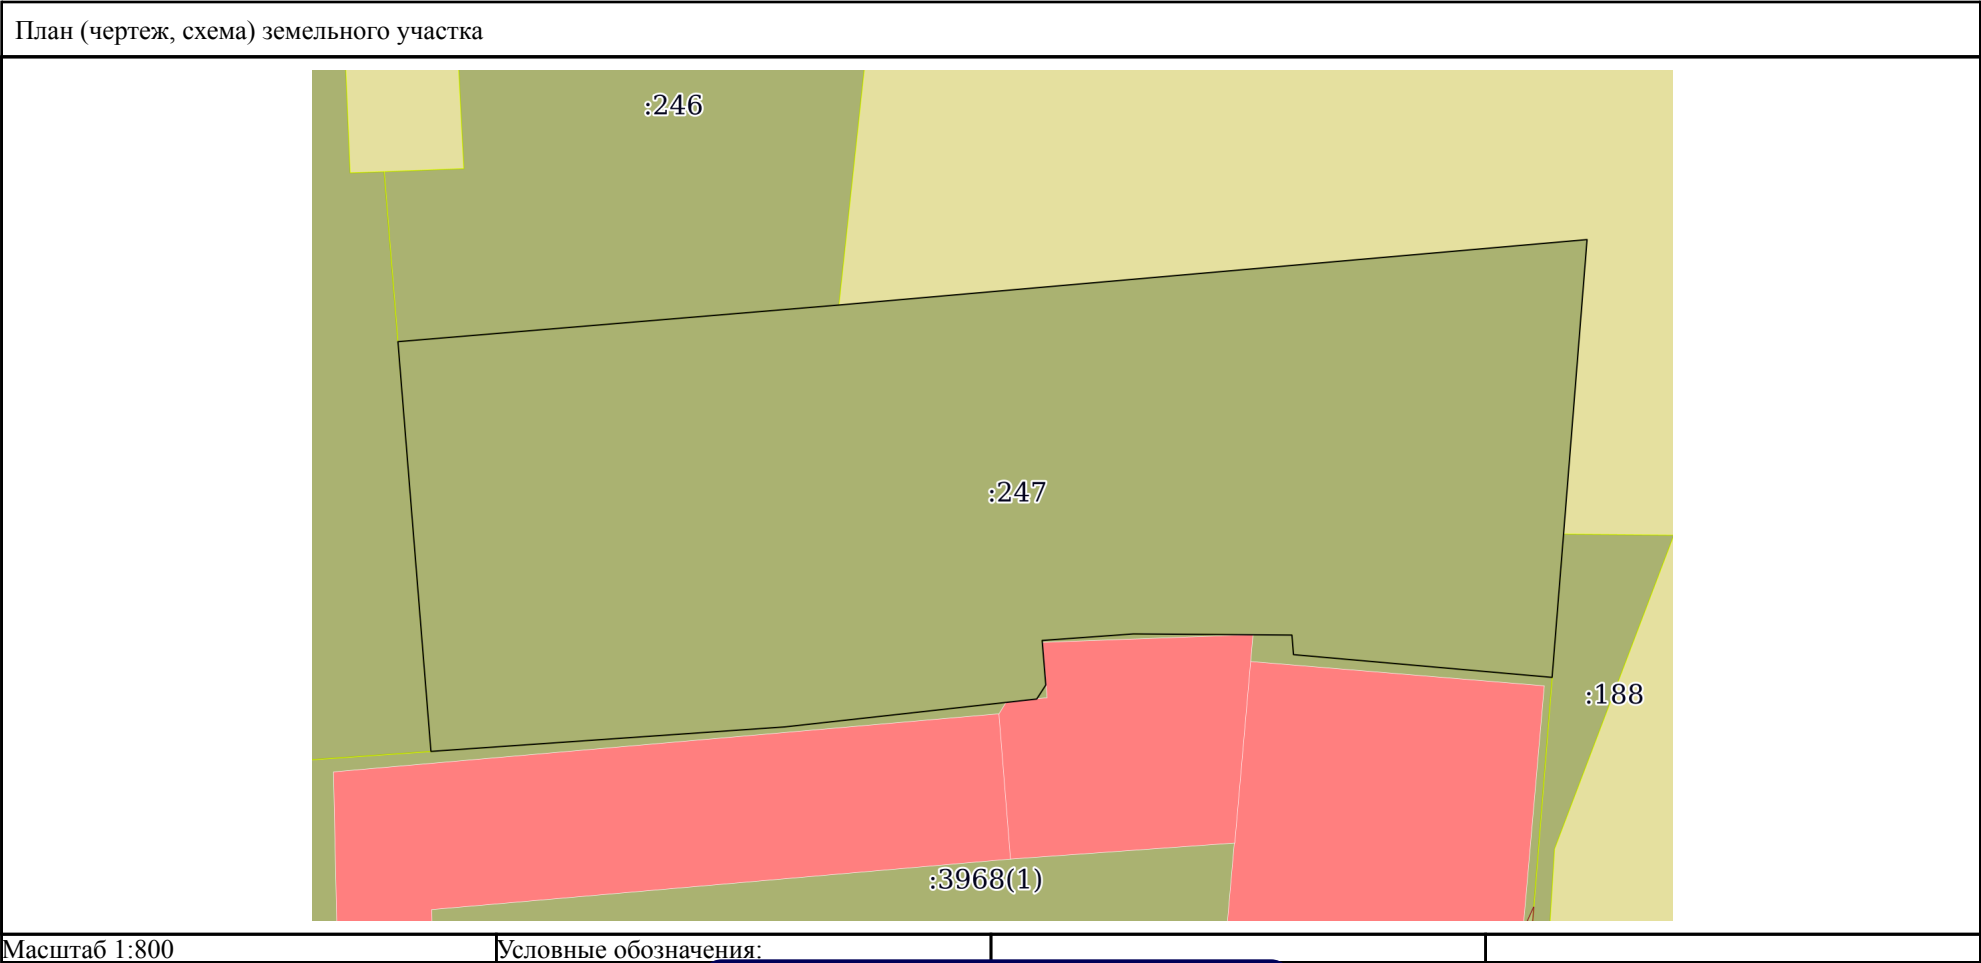 План (чертеж, схема) земельного участка
:246
:247
:188
:3968(1)
Масштаб 1:800
Условные обозначения: